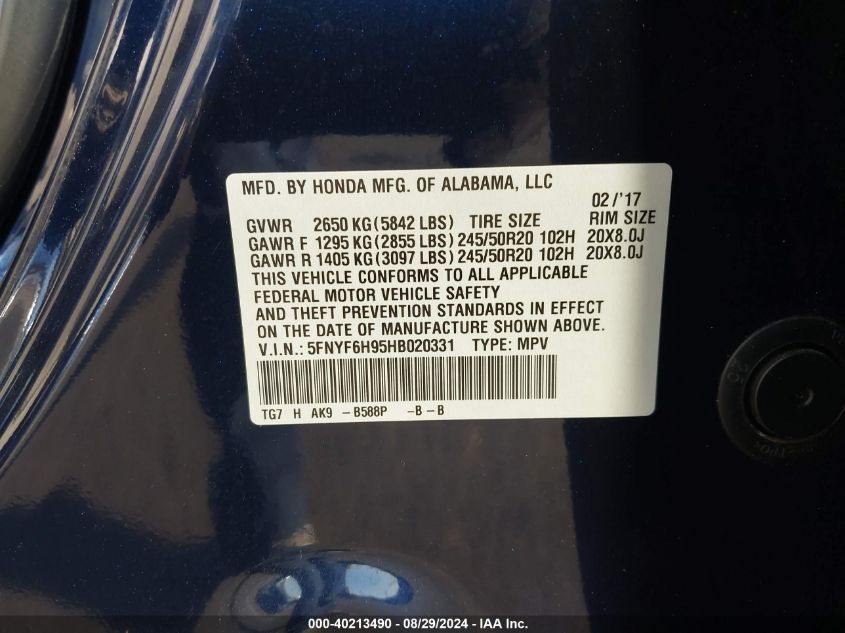 MFD. BY HONDA MFG. OF ALABAMA, LLC
02/'17
GVWR 2650 KG (5842 LBS) TIRE SIZE RIM SIZE
GAWR F 1295 KG (2855 LBS) 245/50R20 102H 20X8.0J
GAWR R 1405 KG (3097 LBS) 245/50R20 102H 20X8.0J
THIS VEHICLE CONFORMS TO ALL APPLICABLE
FEDERAL MOTOR VEHICLE SAFETY
AND THEFT PREVENTION STANDARDS IN EFFECT
ON THE DATE OF MANUFACTURE SHOWN ABOVE.
V.I.N.: 5FNYF6H95HB020331 TYPE: MPV
TG7 H AK9 -B588P -B-B
000-40213490 - 08/29/2024 - IAA Inc.